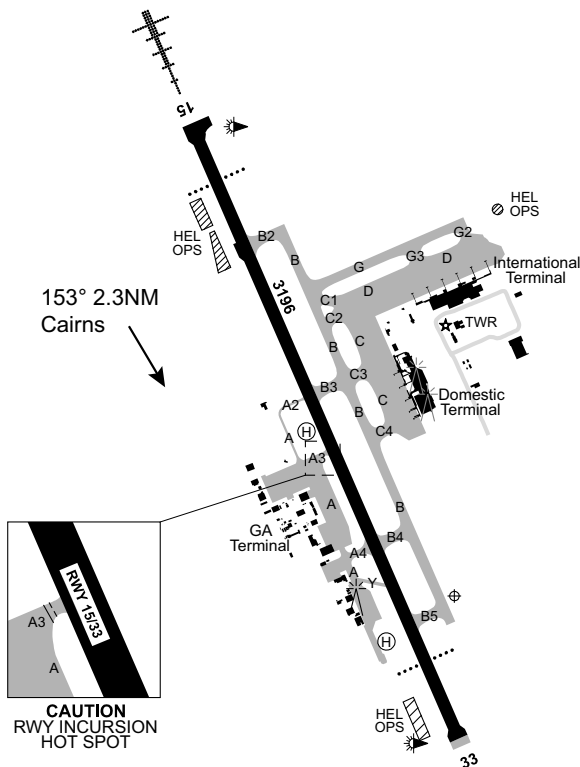 15
HEL
OPS
HEL
OPS
B2
B
G2
G3
D
G
International
Terminal
D
3196
C1
C2
153° 2.3NM
Cairns
TWR
B
C
C3
B3
Domestic
Terminal
A2
B
C
H
A
C4
A3
A
B
GA
Terminal
B4
A4
A
Y
B5
RWY 15/33
A3
A
H
CAUTION
RWY INCURSION
HOT SPOT
HEL
OPS
33